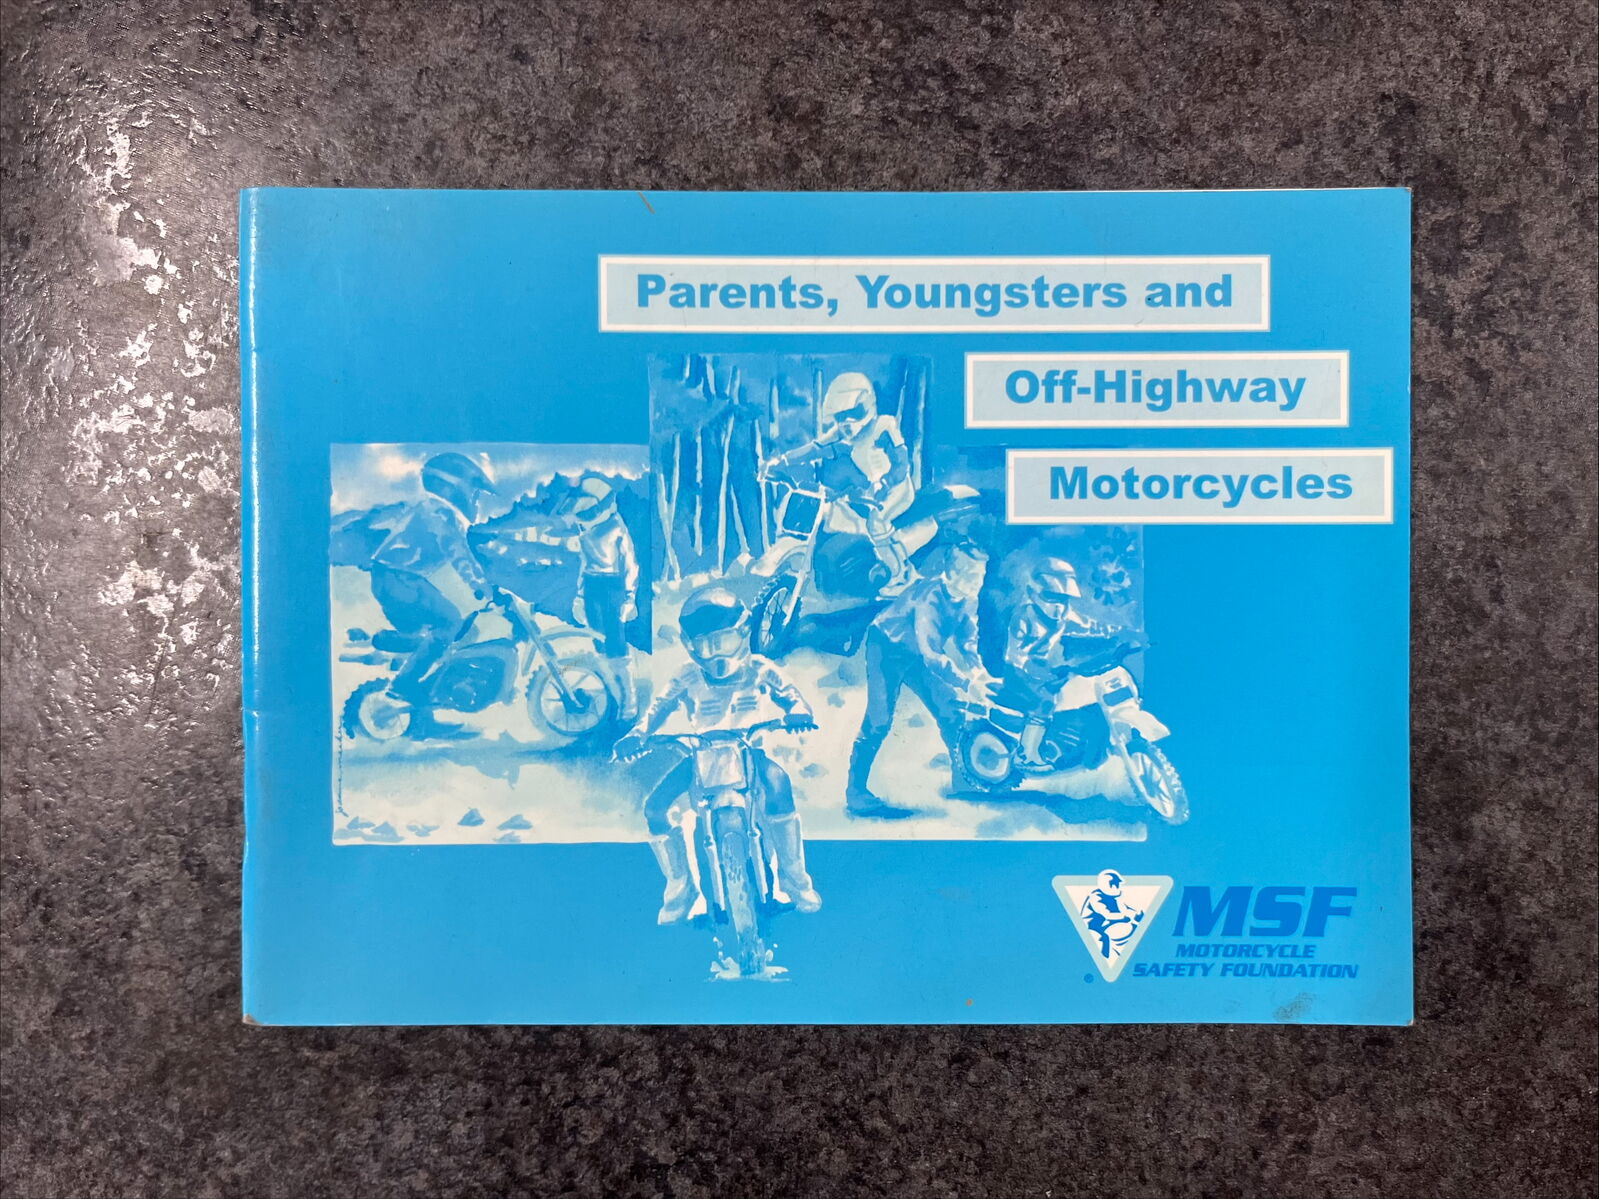 Parents, Youngsters and
Off-Highway
Motorcycles
MSF
MOTORCYCLE
SAFETY FOUNDATION
®